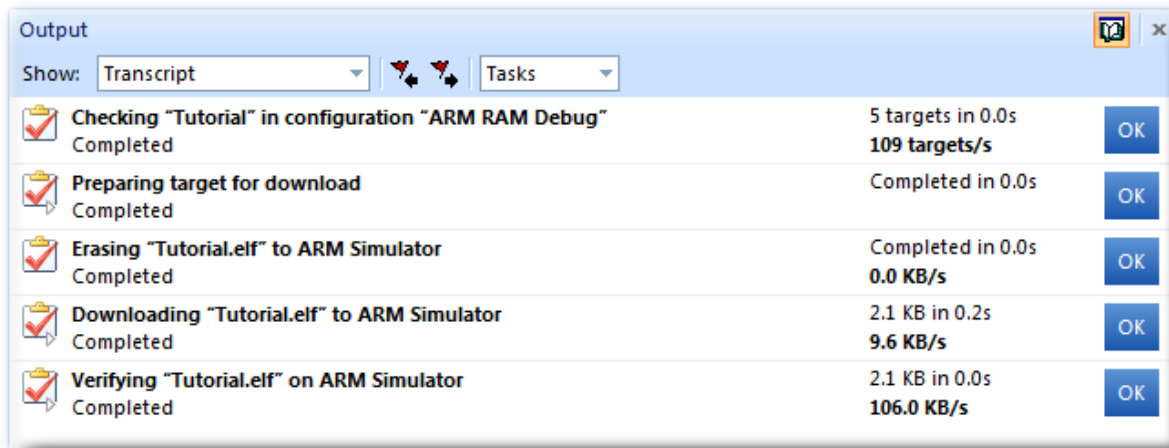 Output
Show: Transcript Tasks
Checking “Tutorial” in configuration “ARM RAM Debug” 5 targets in 0.0s
Completed 109 targets/s OK
Preparing target for download Completed in 0.0s
Completed OK
Erasing “Tutorial.elf” to ARM Simulator Completed in 0.0s
Completed 0.0 KB/s OK
Downloading “Tutorial.elf” to ARM Simulator 2.1 KB in 0.2s
Completed 9.6 KB/s OK
Verifying “Tutorial.elf” on ARM Simulator 2.1 KB in 0.0s
Completed 106.0 KB/s OK